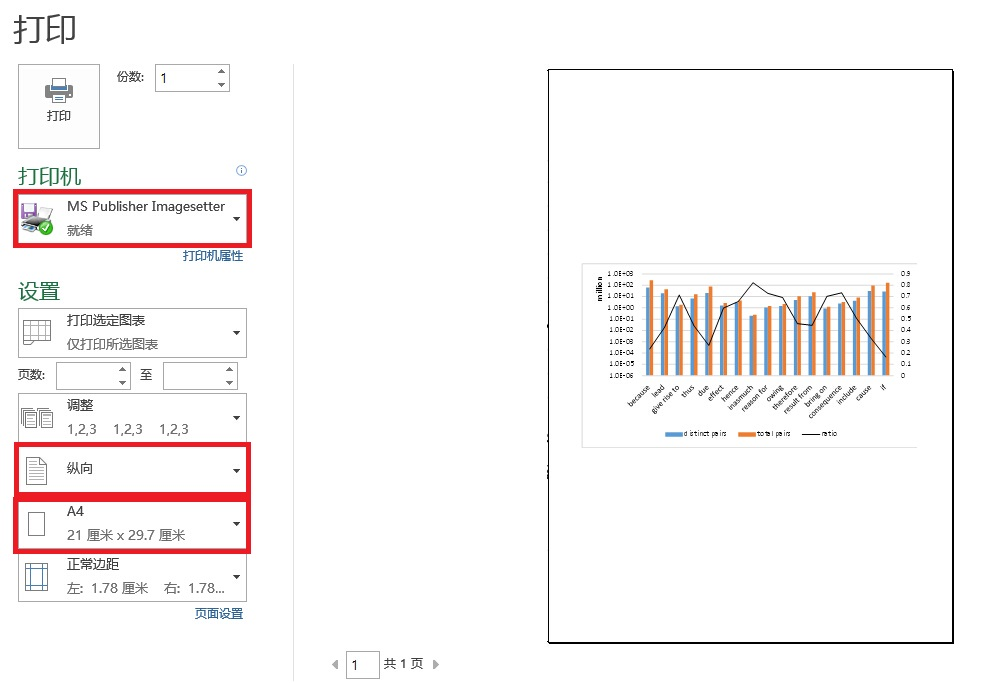 打印
份数: 1
打印
打印机
MS Publisher Imagesetter
就绪
打印机属性
设置
打印选定图表
仅打印所选图表
页数: 至
调整
1,2,3 1,2,3 1,2,3
纵向
A4
21 厘米 x 29.7 厘米
正常边距
左: 1.78 厘米 右: 1.78...
页面设置
million
1.0E+03
1.0E+02
1.0E+01
1.0E+00
1.0E-01
1.0E-02
1.0E-03
1.0E-04
1.0E-05
1.0E-06
0.9
0.8
0.7
0.6
0.5
0.4
0.3
0.2
0.1
0
because
lead
give rise to
thus
due
effect
hence
inasmuch
reason for
owing
therefore
result from
bring on
consequence
include
cause
if
distinct pairs total pairs ratio
1 共 1 页